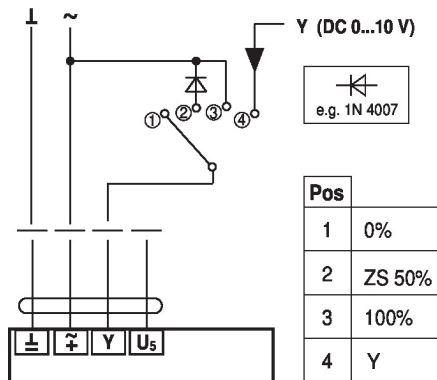 ⊥ ~
Y (DC 0...10 V)
① ② ③ ④
e.g. 1N 4007
Pos
1 0%
2 ZS 50%
3 100%
4 Y
⊥ ~+ Y U5